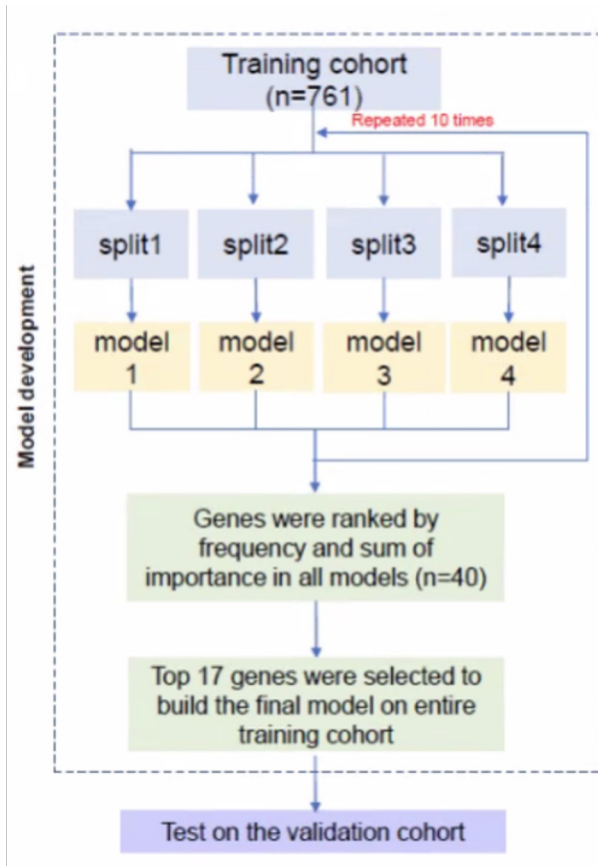 Training cohort
(n=761)
Repeated 10 times
split1
split2
split3
split4
model
1
model
2
model
3
model
4
Model development
Genes were ranked by
frequency and sum of
importance in all models (n=40)
Top 17 genes were selected to
build the final model on entire
training cohort
Test on the validation cohort